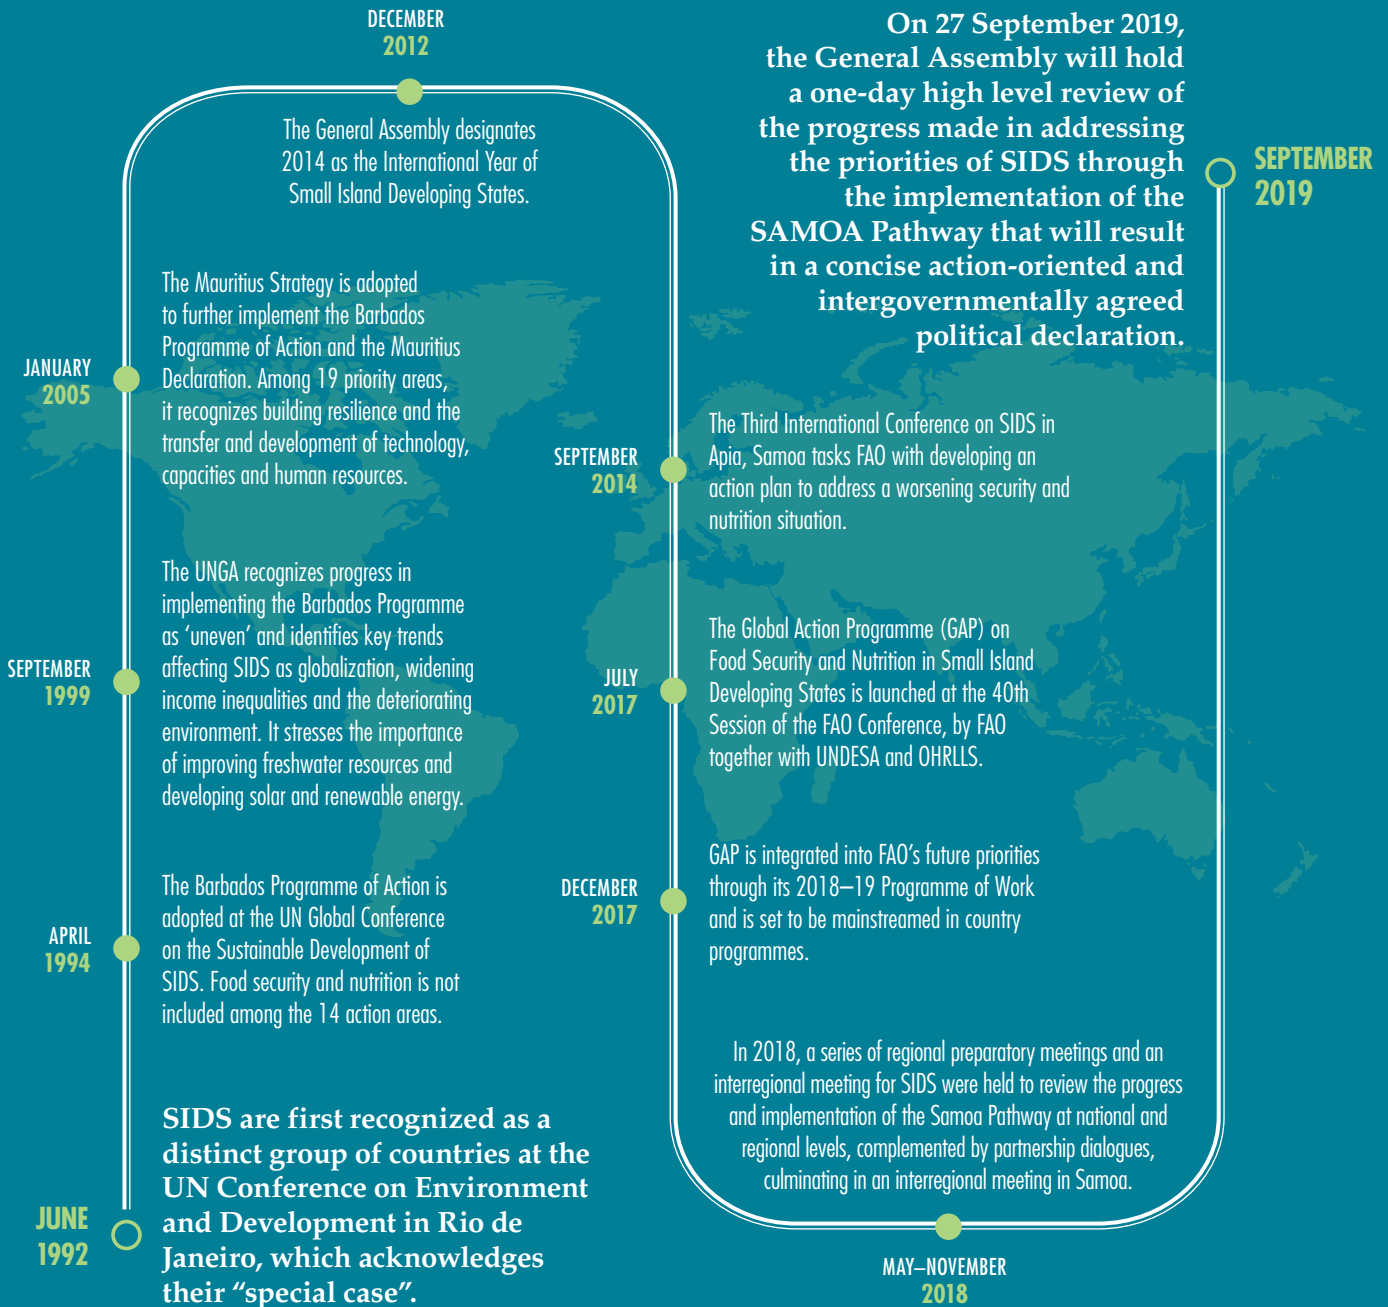 JUNE
1992
SIDS are first recognized as a
distinct group of countries at the
UN Conference on Environment
and Development in Rio de
Janeiro, which acknowledges
their “special case”.
APRIL
1994
The Barbados Programme of Action is
adopted at the UN Global Conference
on the Sustainable Development of
SIDS. Food security and nutrition is not
included among the 14 action areas.
SEPTEMBER
1999
The UNGA recognizes progress in
implementing the Barbados Programme
as ‘uneven’ and identifies key trends
affecting SIDS as globalization, widening
income inequalities and the deteriorating
environment. It stresses the importance
of improving freshwater resources and
developing solar and renewable energy.
JANUARY
2005
The Mauritius Strategy is adopted
to further implement the Barbados
Programme of Action and the Mauritius
Declaration. Among 19 priority areas,
it recognizes building resilience and the
transfer and development of technology,
capacities and human resources.
DECEMBER
2012
The General Assembly designates
2014 as the International Year of
Small Island Developing States.
SEPTEMBER
2014
The Third International Conference on SIDS in
Apia, Samoa tasks FAO with developing an
action plan to address a worsening security and
nutrition situation.
JULY
2017
The Global Action Programme (GAP) on
Food Security and Nutrition in Small Island
Developing States is launched at the 40th
Session of the FAO Conference, by FAO
together with UNDESA and OHRLLS.
DECEMBER
2017
GAP is integrated into FAO’s future priorities
through its 2018–19 Programme of Work
and is set to be mainstreamed in country
programmes.
In 2018, a series of regional preparatory meetings and an
interregional meeting for SIDS were held to review the progress
and implementation of the Samoa Pathway at national and
regional levels, complemented by partnership dialogues,
culminating in an interregional meeting in Samoa.
MAY–NOVEMBER
2018
On 27 September 2019,
the General Assembly will hold
a one-day high level review of
the progress made in addressing
the priorities of SIDS through
the implementation of the
SAMOA Pathway that will result
in a concise action-oriented and
intergovernmentally agreed
political declaration.
SEPTEMBER
2019